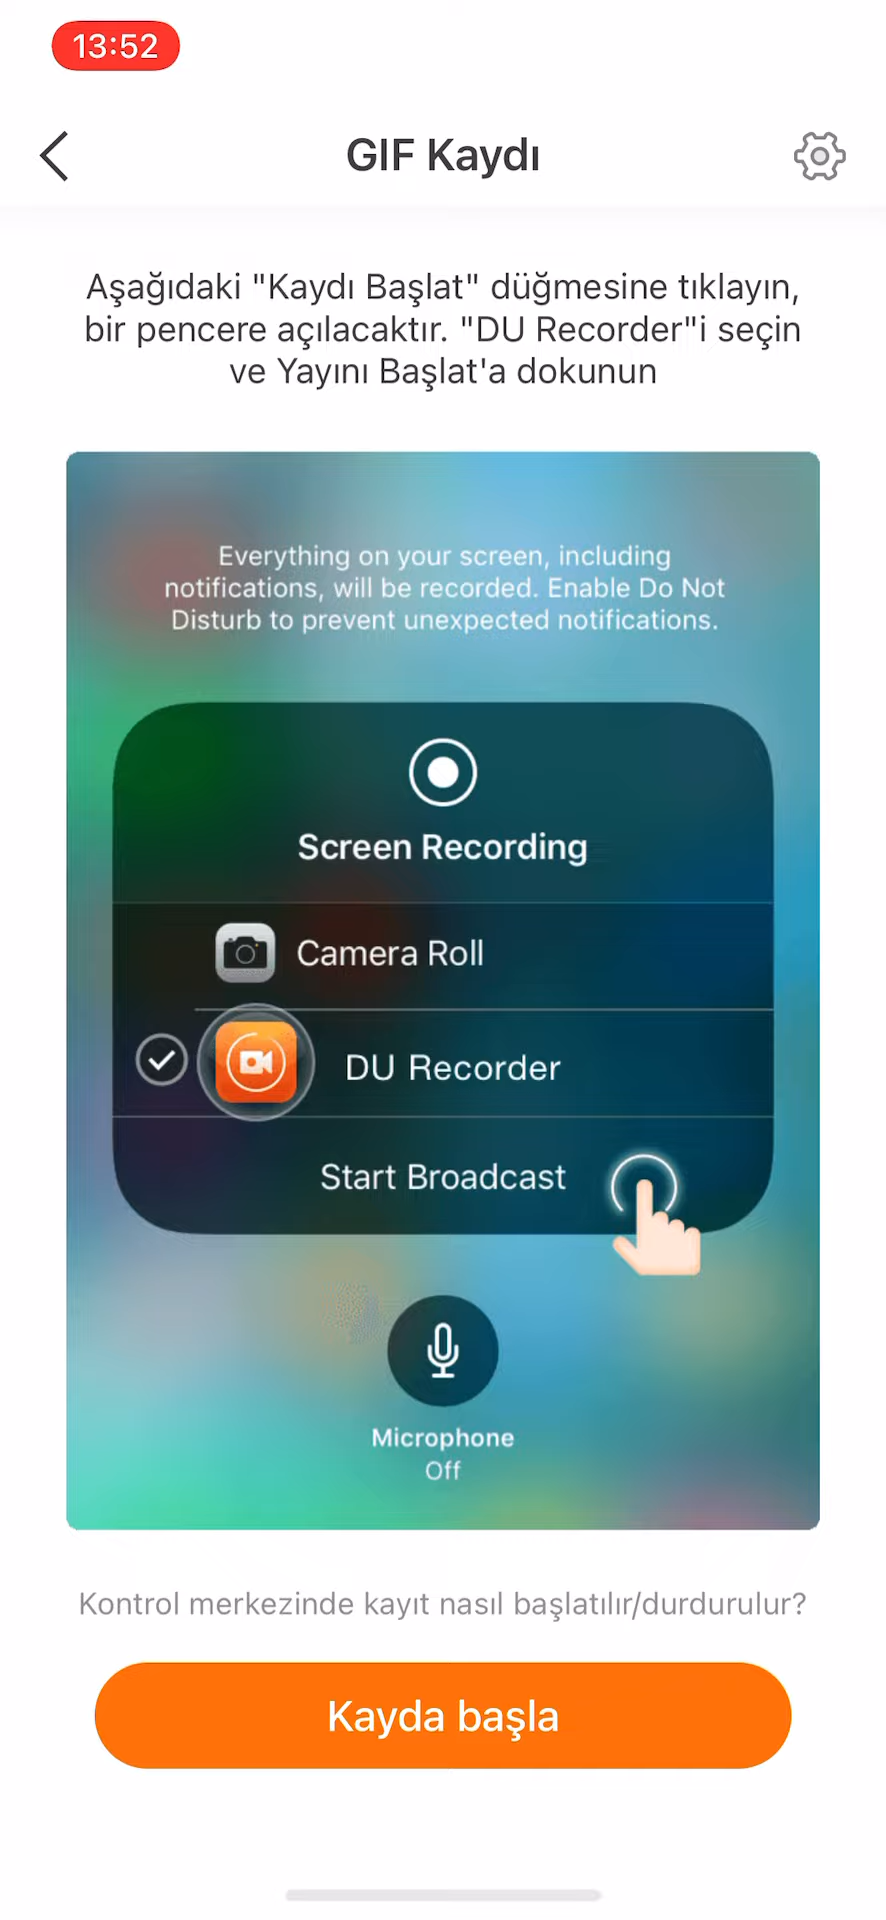 13:52
GIF Kaydı
Aşağıdaki "Kaydı Başlat" düğmesine tıklayın,
bir pencere açılacaktır. "DU Recorder"i seçin
ve Yayını Başlat'a dokunun
Everything on your screen, including
notifications, will be recorded. Enable Do Not
Disturb to prevent unexpected notifications.
Screen Recording
Camera Roll
DU Recorder
Start Broadcast
Microphone
Off
Kontrol merkezinde kayıt nasıl başlatılır/durdurulur?
Kayda başla